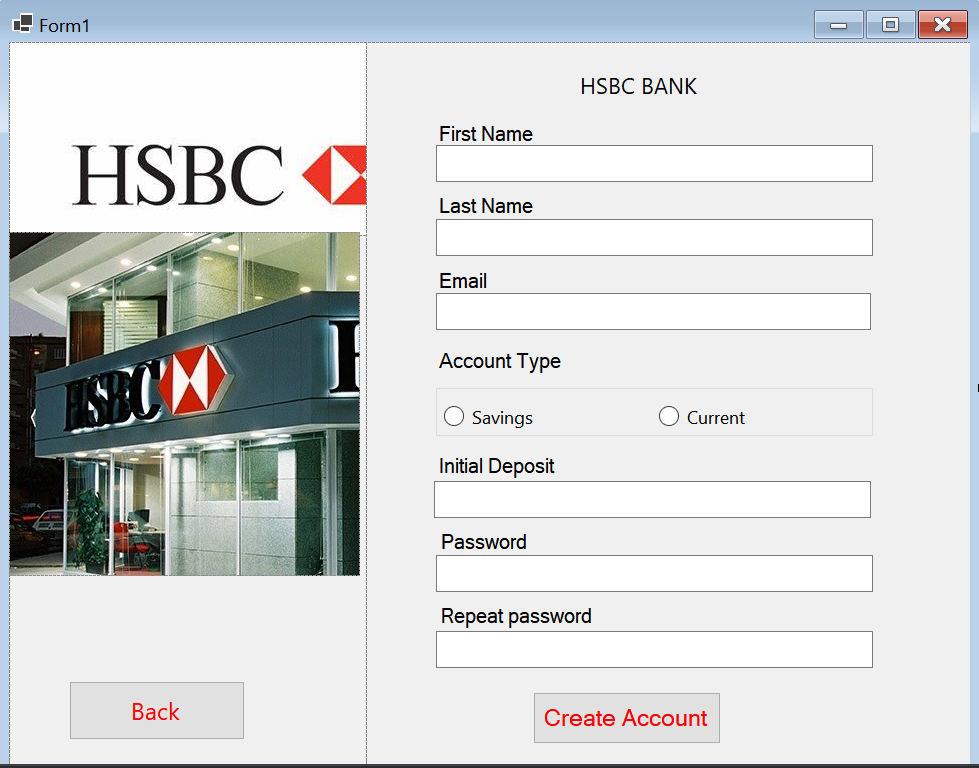 Form1
HSBC
HSBC
H
Back
HSBC BANK
First Name
Last Name
Email
Account Type
Savings
Current
Initial Deposit
Password
Repeat password
Create Account